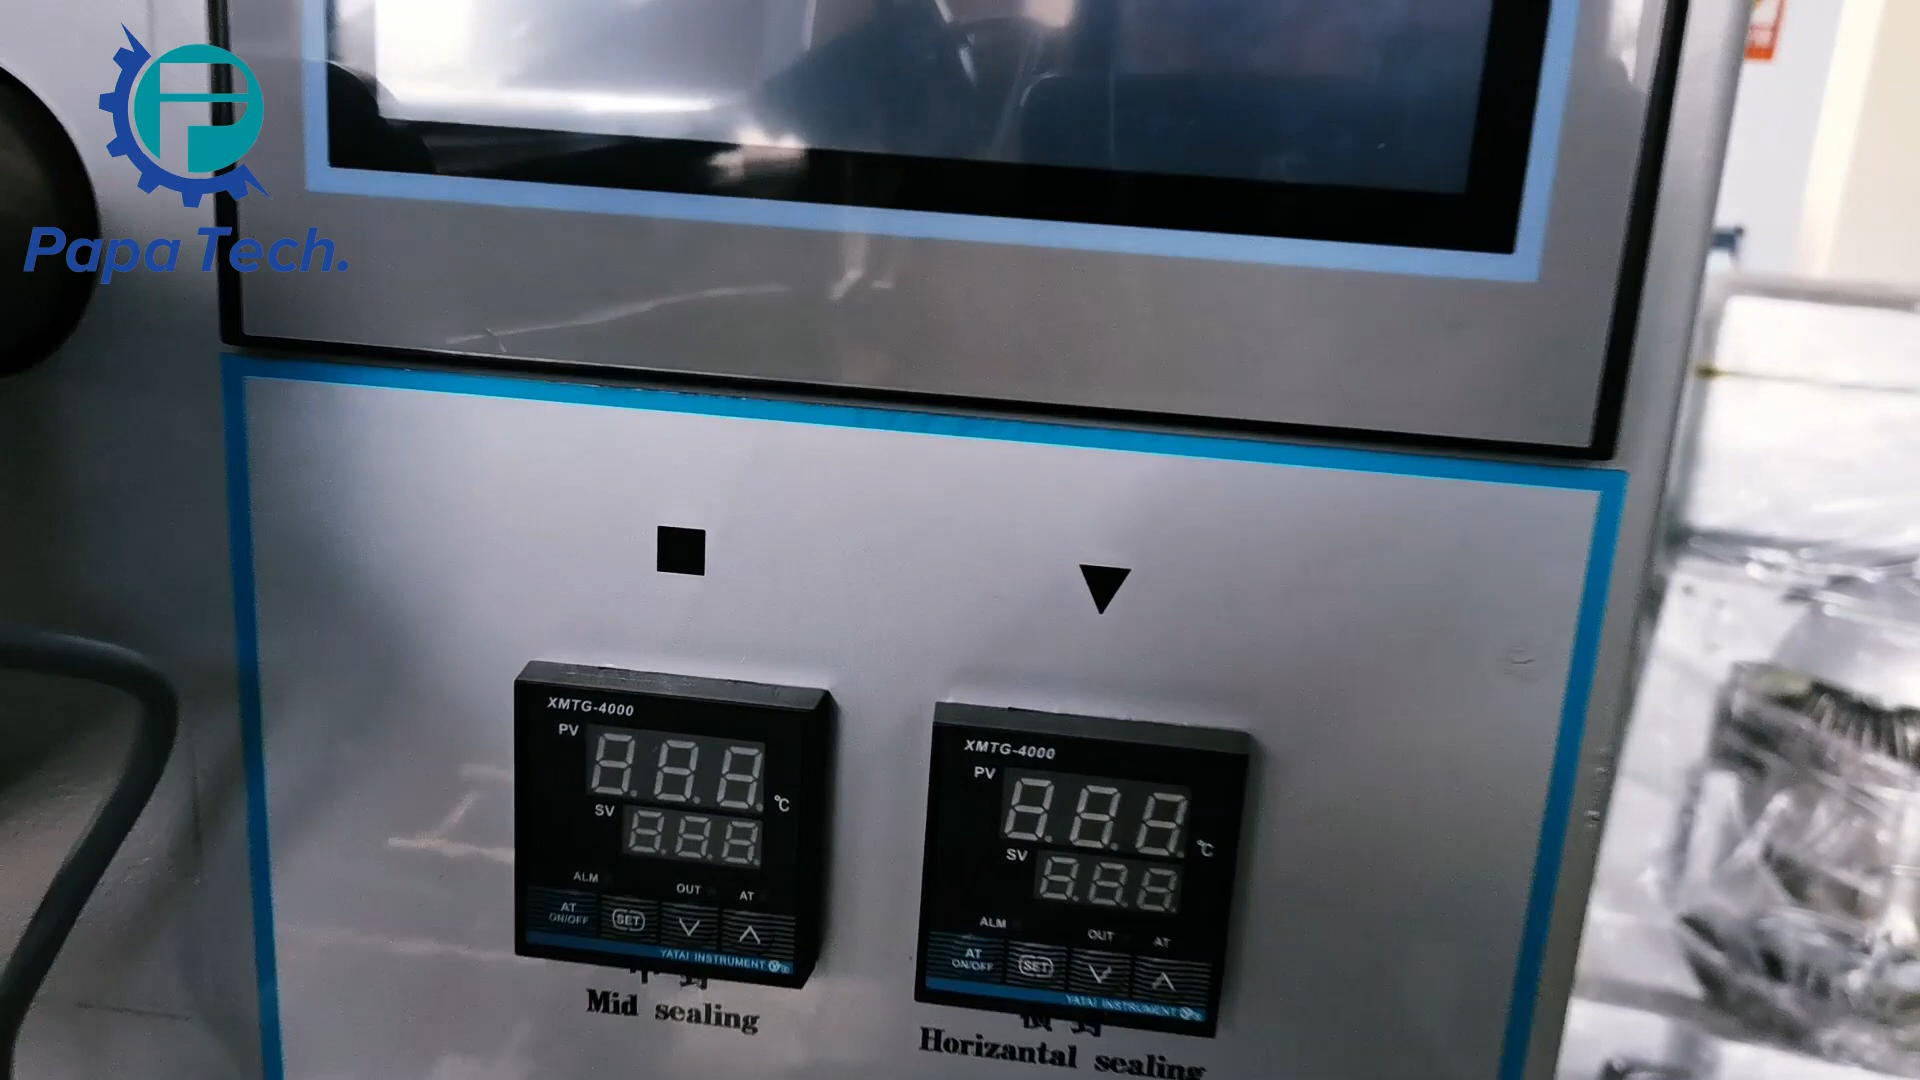 Papa Tech.
XMTG-4000
PV
℃
SV
ALM
OUT
AT
AT
ON/OFF
SET
YATAI INSTRUMENT
Mid sealing
XMTG-4000
PV
℃
SV
ALM
OUT
AT
AT
ON/OFF
SET
YATAI INSTRUMENT
Horizantal sealing